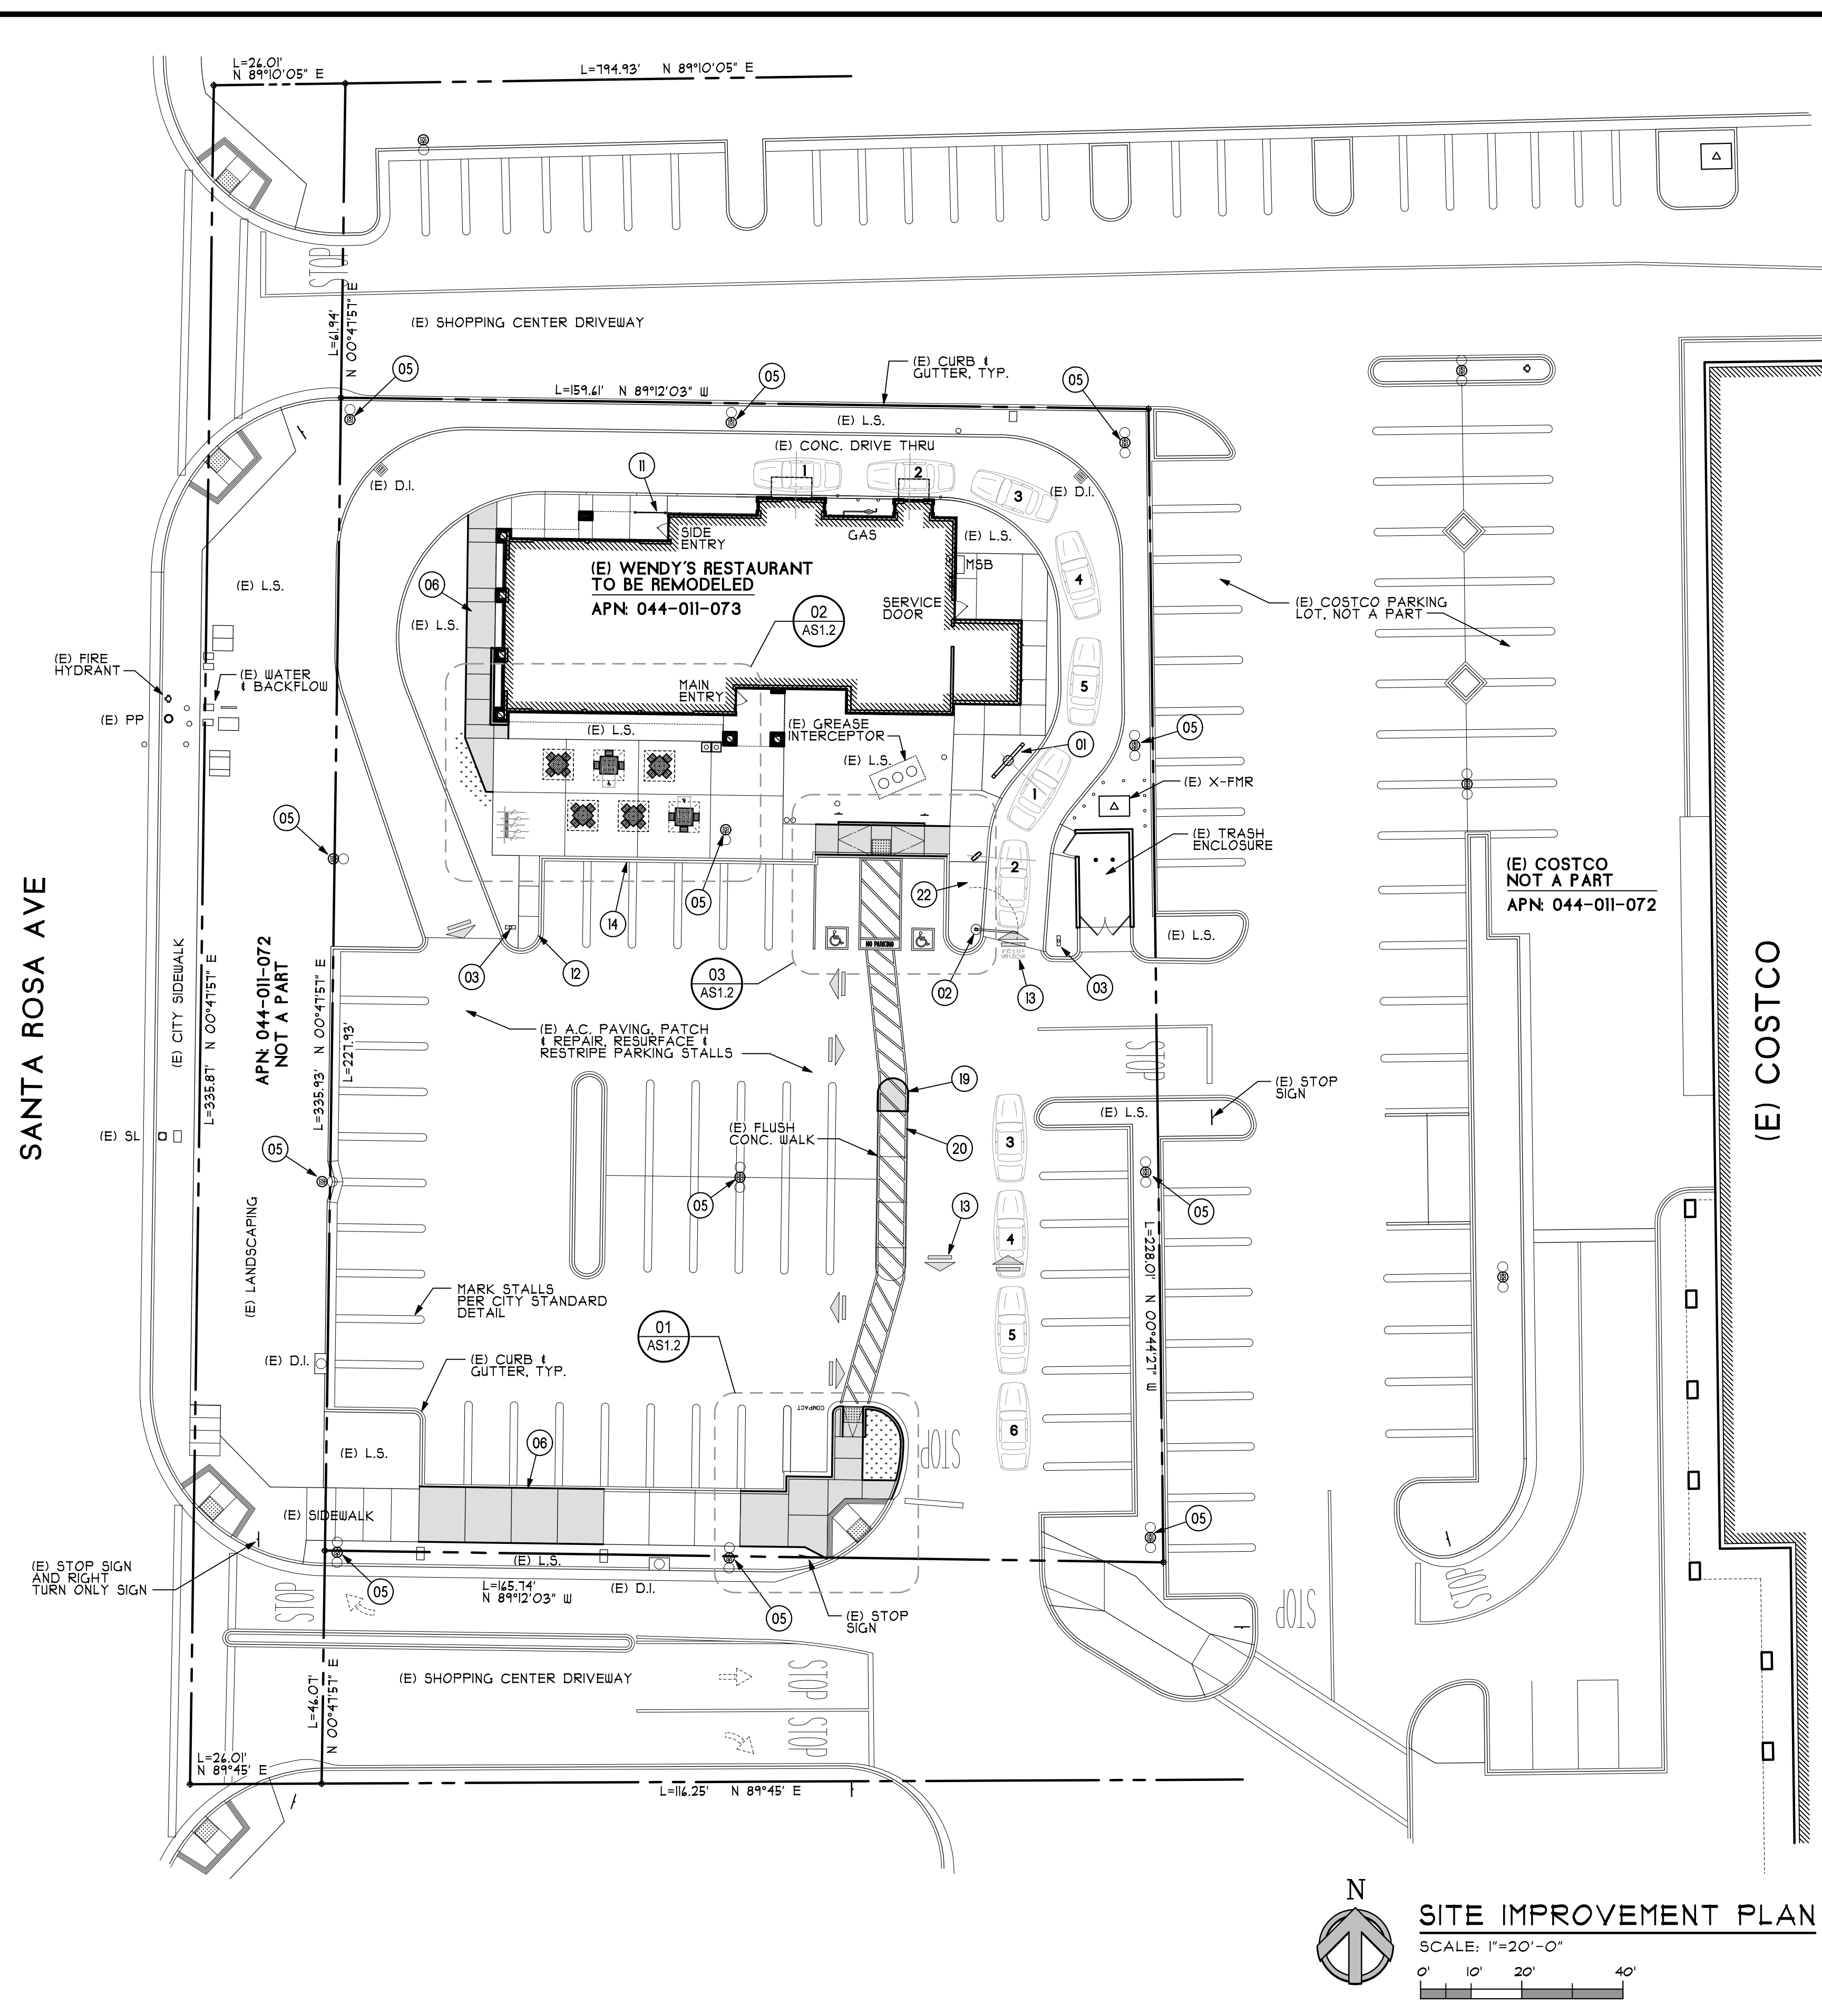 L=26.01'
N 89°10'05" E
L=794.93' N 89°10'05" E
STOP
L=61.94'
N 00°47'57" E
(E) SHOPPING CENTER DRIVEWAY
05
L=159.61' N 89°12'03" W
05
(E) CURB &
GUTTER, TYP.
05
(E) L.S.
(E) CONC. DRIVE THRU
(E) D.I.
11
1
2
3
(E) D.I.
SIDE
ENTRY
GAS
(E) L.S.
MSB
(E) WENDY'S RESTAURANT
TO BE REMODELED
APN: 044-011-073
06
(E) L.S.
(E) L.S.
02
AS1.2
SERVICE
DOOR
4
(E) COSTCO PARKING
LOT, NOT A PART
(E) FIRE
HYDRANT
(E) WATER
& BACKFLOW
(E) PP
MAIN
ENTRY
5
(E) L.S.
(E) GREASE
INTERCEPTOR
(E) L.S.
01
05
1
(E) X-FMR
05
(E) TRASH
ENCLOSURE
2
(E) COSTCO
NOT A PART
APN: 044-011-072
22
05
14
NO PARKING
(E) L.S.
03
12
03
AS1.2
02
13
03
SANTA ROSA AVE
(E) CITY SIDEWALK
L=335.87' N 00°47'57" E
APN: 044-011-072
NOT A PART
L=335.93' N 00°47'57" E
L=227.93'
(E) COSTCO
(E) A.C. PAVING, PATCH
& REPAIR, RESURFACE &
RESTRIPE PARKING STALLS
STOP
19
(E) STOP
SIGN
(E) L.S.
(E) SL
(E) FLUSH
CONC. WALK
3
20
05
05
13
05
4
L=228.01' N 00°44'27" W
(E) LANDSCAPING
MARK STALLS
PER CITY STANDARD
DETAIL
01
AS1.2
5
(E) D.I.
(E) CURB &
GUTTER, TYP.
COMPACT
6
STOP
06
(E) L.S.
(E) SIDEWALK
05
(E) L.S.
(E) STOP SIGN
AND RIGHT
TURN ONLY SIGN
STOP
05
L=165.74'
N 89°12'03" W
(E) D.I.
05
(E) STOP
SIGN
STOP
STOP
(E) SHOPPING CENTER DRIVEWAY
STOP
STOP
L=46.07'
N 00°47'57" E
L=26.01'
N 89°45' E
L=116.25' N 89°45' E
N
SITE IMPROVEMENT PLAN
SCALE: 1"=20'-0"
0' 10' 20' 40'